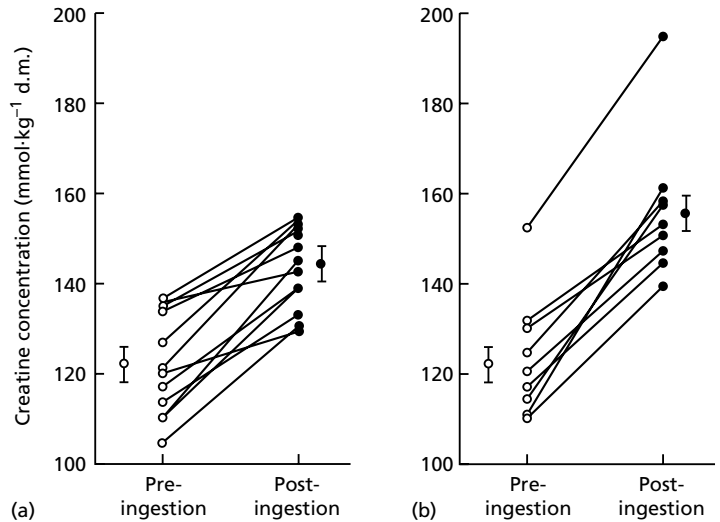 Creatine concentration (mmol·kg⁻¹ d.m.)
200
180
160
140
120
100
Pre-
ingestion
Post-
ingestion
(a)
200
180
160
140
120
100
Pre-
ingestion
Post-
ingestion
(b)